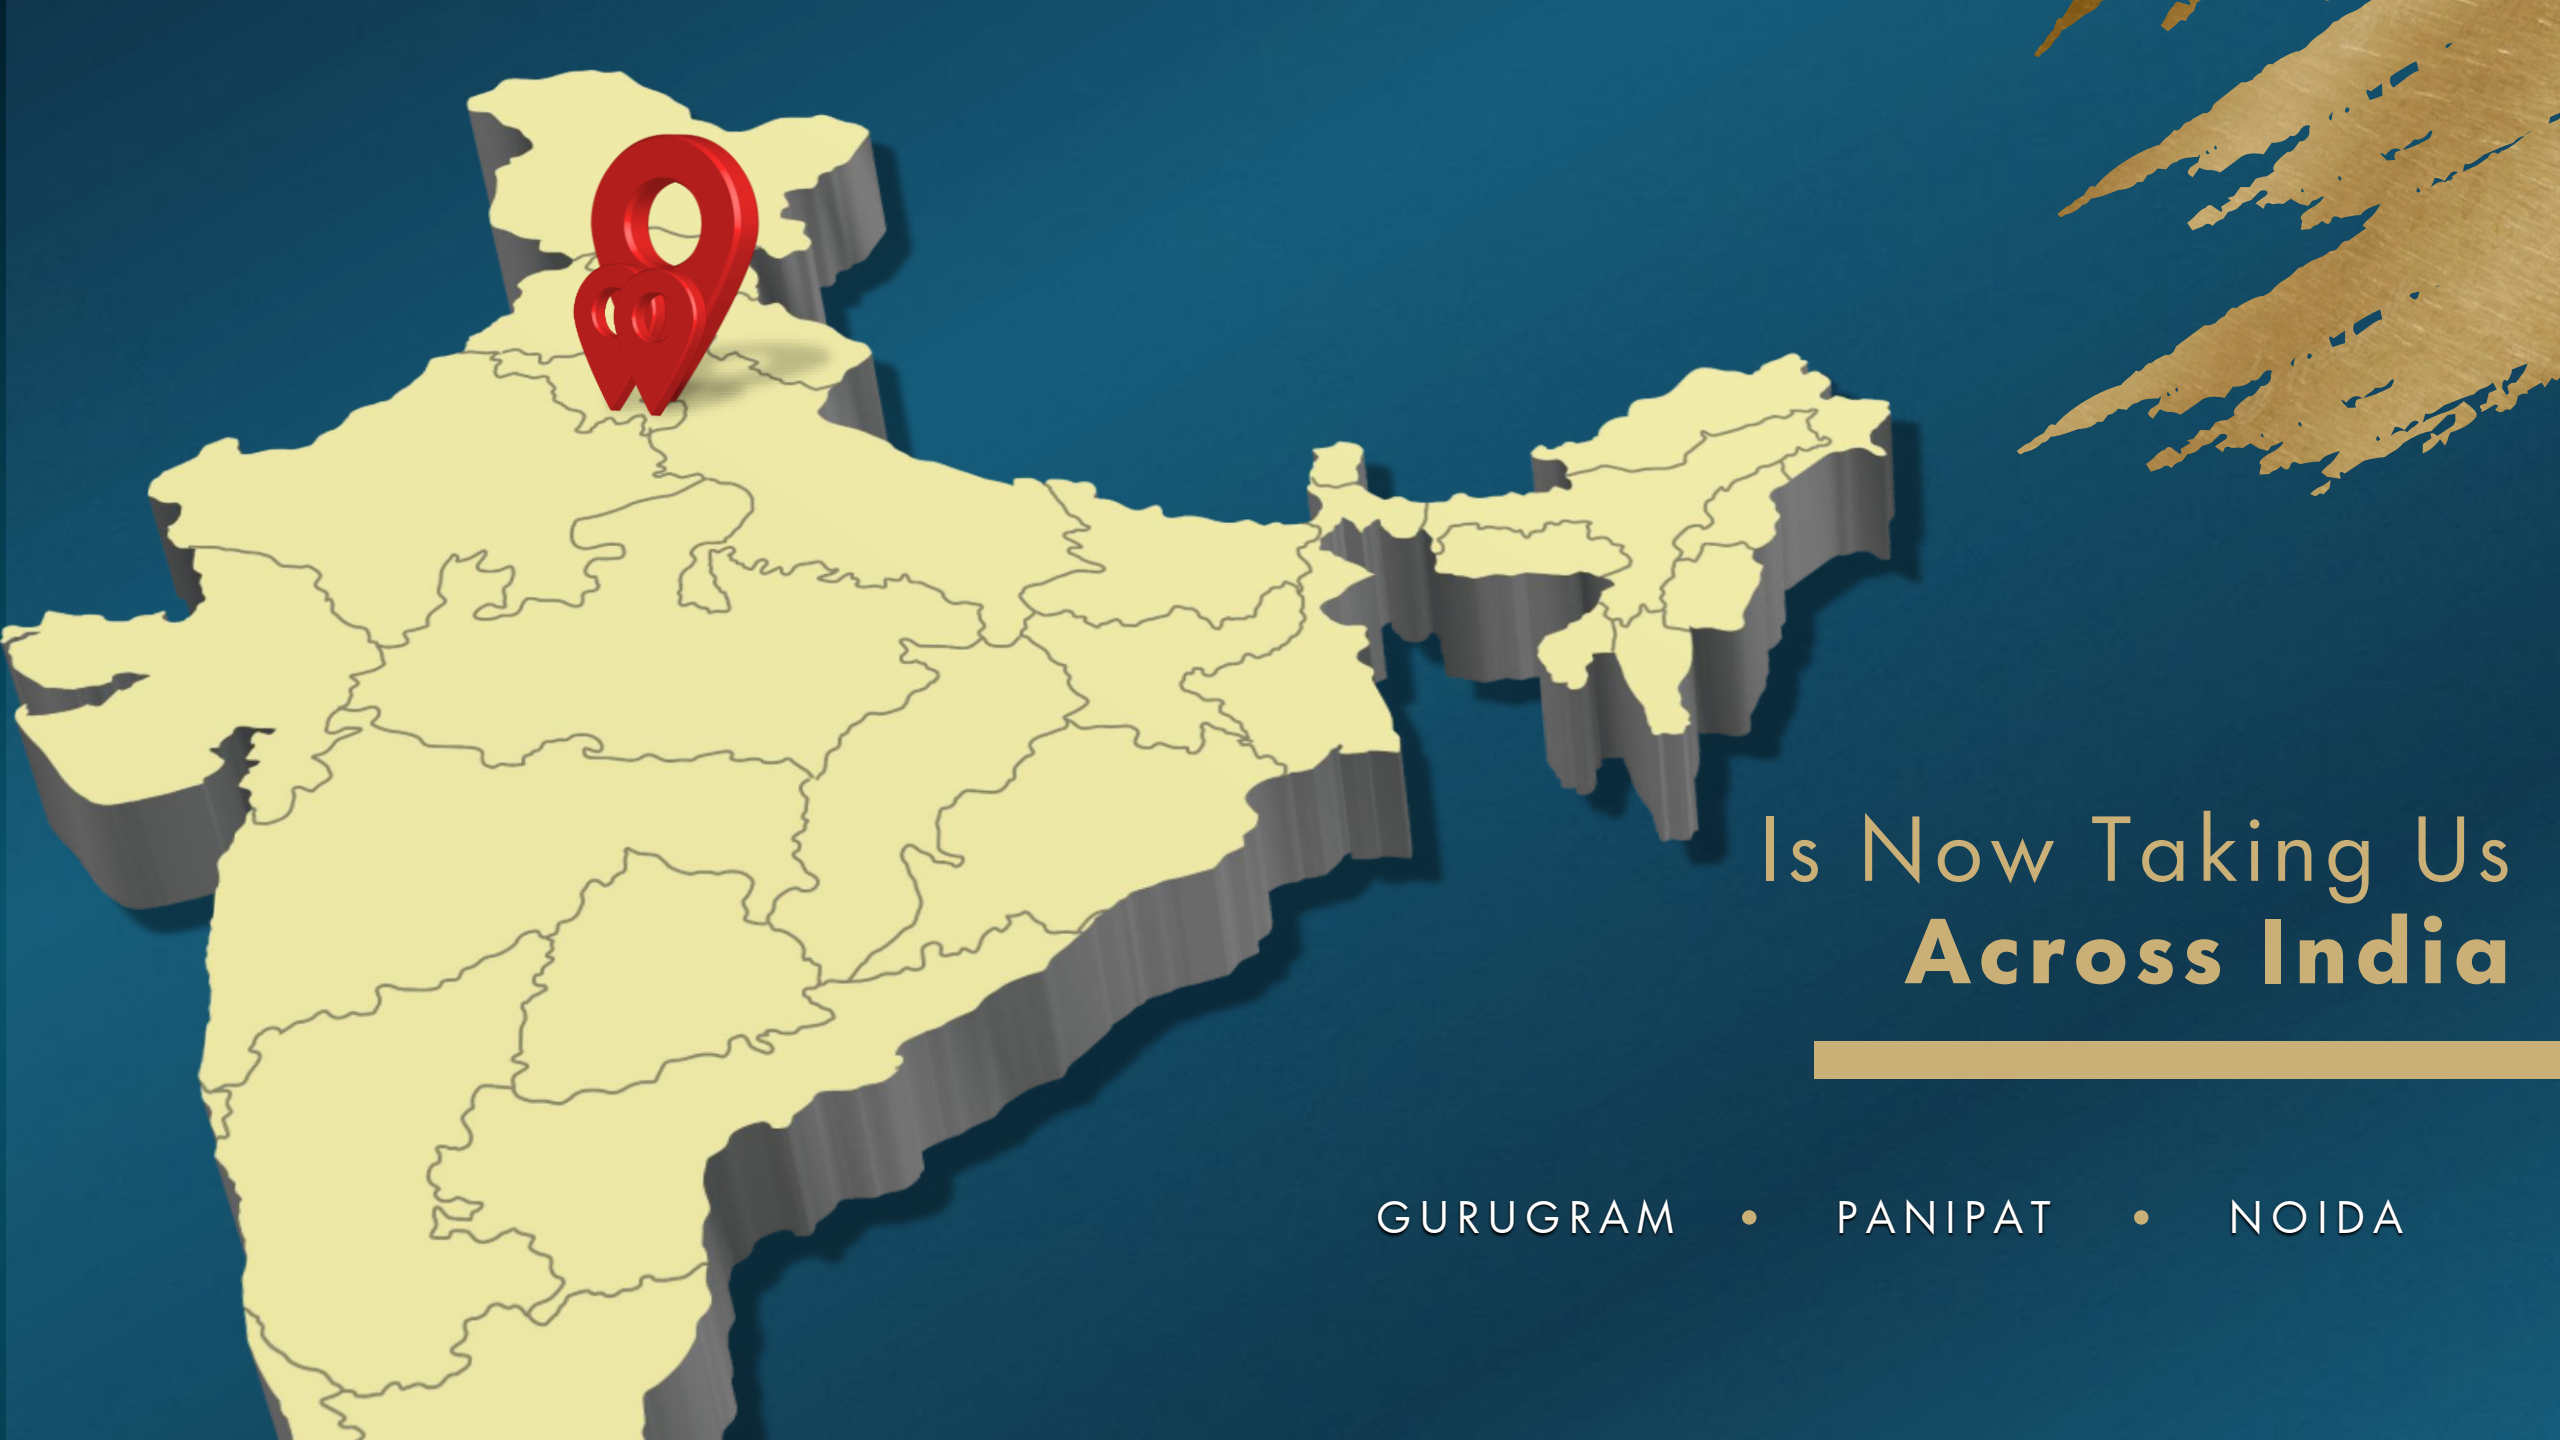 Is Now Taking Us
Across India
GURUGRAM • PANIPAT • NOIDA